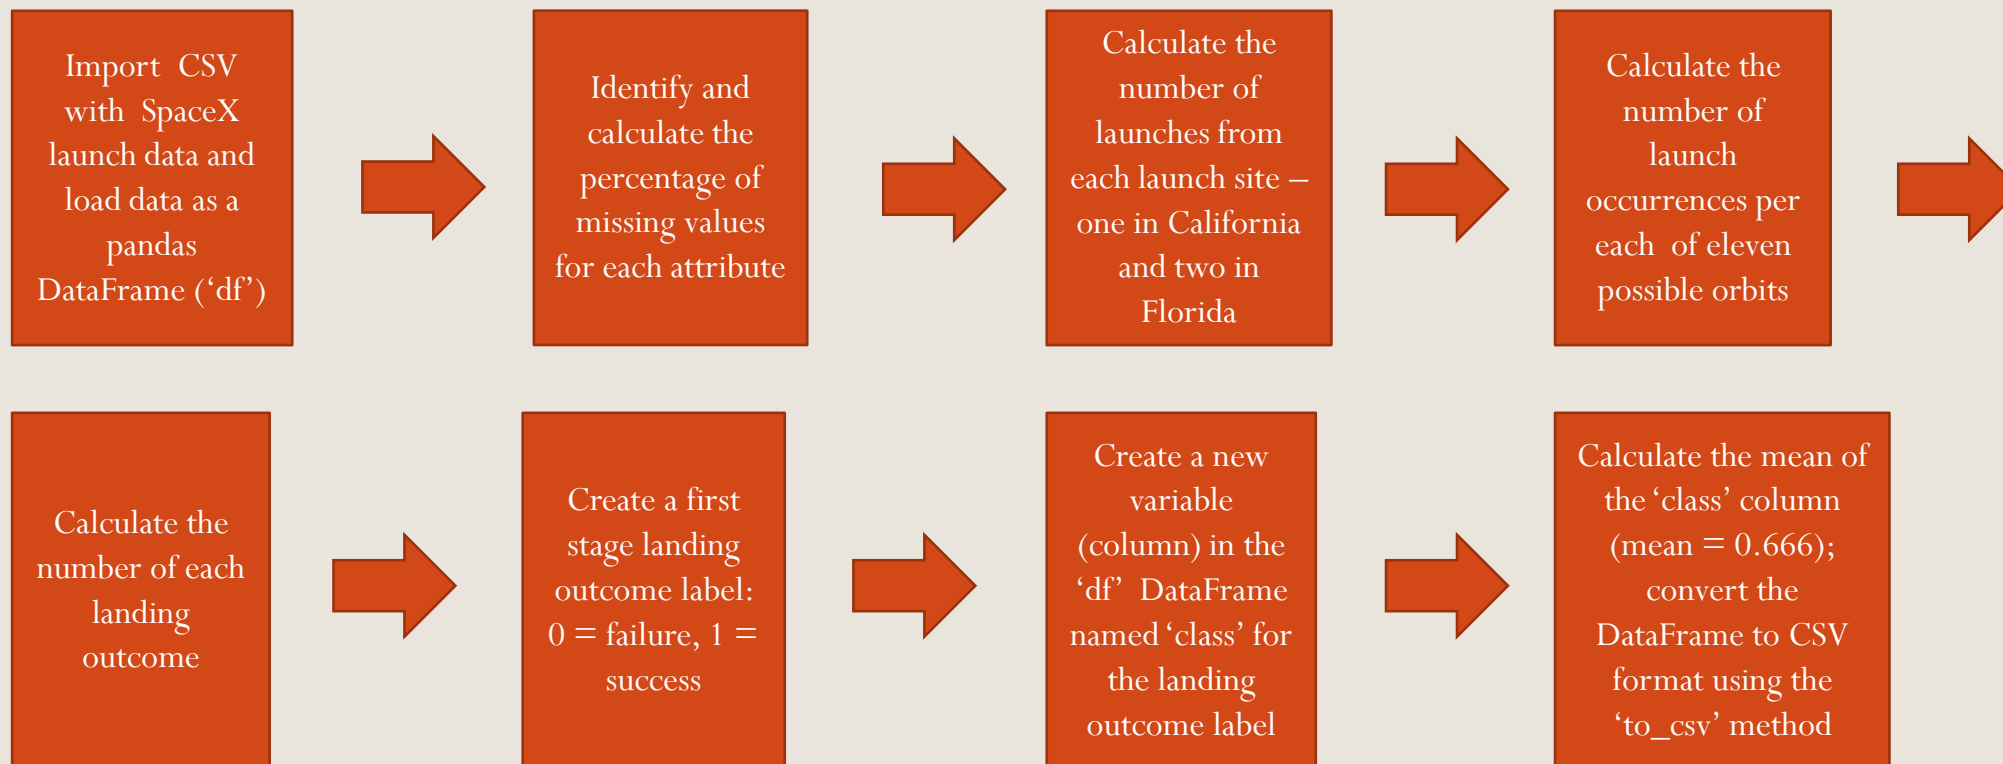 Import CSV
with SpaceX
launch data and
load data as a
pandas
DataFrame (‘df’)
Identify and
calculate the
percentage of
missing values
for each attribute
Calculate the
number of
launches from
each launch site –
one in California
and two in
Florida
Calculate the
number of
launch
occurrences per
each of eleven
possible orbits
Calculate the
number of each
landing
outcome
Create a first
stage landing
outcome label:
0 = failure, 1 =
success
Create a new
variable
(column) in the
‘df’ DataFrame
named ‘class’ for
the landing
outcome label
Calculate the mean of
the ‘class’ column
(mean = 0.666);
convert the
DataFrame to CSV
format using the
‘to_csv’ method